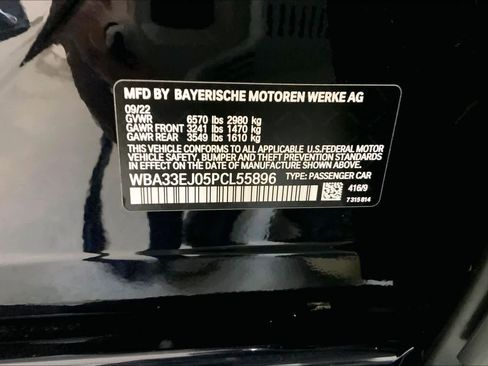 MFD BY BAYERISCHE MOTOREN WERKE AG
09/22
GVWR 6570 lbs 2980 kg
GAWR FRONT 3241 lbs 1470 kg
GAWR REAR 3549 lbs 1610 kg
THIS VEHICLE CONFORMS TO ALL APPLICABLE U.S.FEDERAL MOTOR
VEHICLE SAFETY, BUMPER, AND THEFT PREVENTION STANDARDS
IN EFFECT ON THE DATE OF MANUFACTURE SHOWN ABOVE.
WBA33EJ05PCL55896 TYPE: PASSENGER CAR
416/9
7 315 814